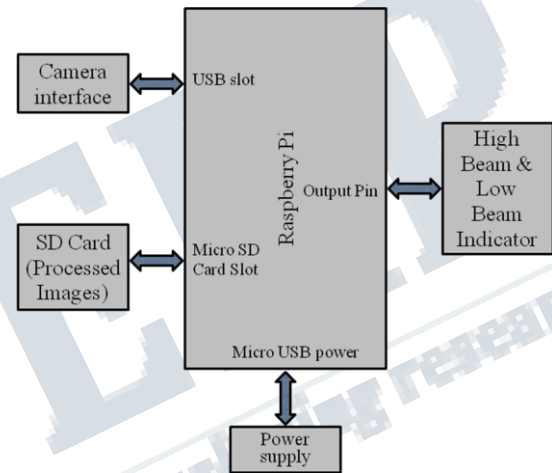 Camera
interface
USB slot
Raspberry Pi
Output Pin
High
Beam &
Low
Beam
Indicator
SD Card
(Processed
Images)
Micro SD
Card Slot
Micro USB power
Power
supply